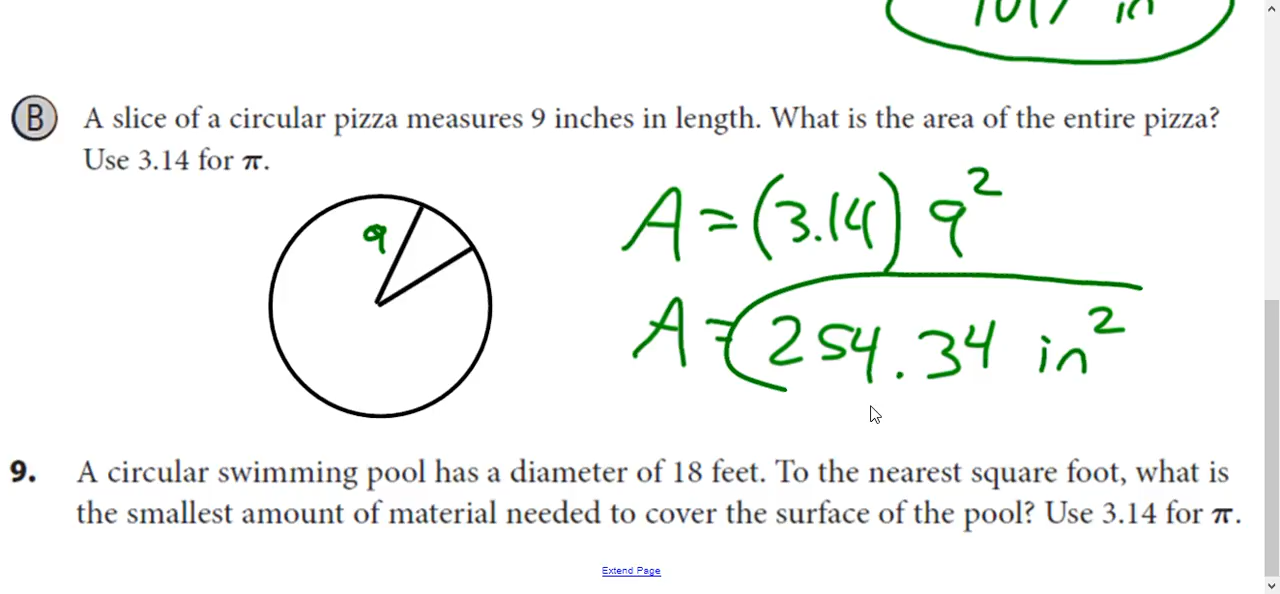 1017 in
B A slice of a circular pizza measures 9 inches in length. What is the area of the entire pizza?
Use 3.14 for π.
9
A = (3.14) 9²
A = 254.34 in²
9. A circular swimming pool has a diameter of 18 feet. To the nearest square foot, what is
the smallest amount of material needed to cover the surface of the pool? Use 3.14 for π.
Extend Page